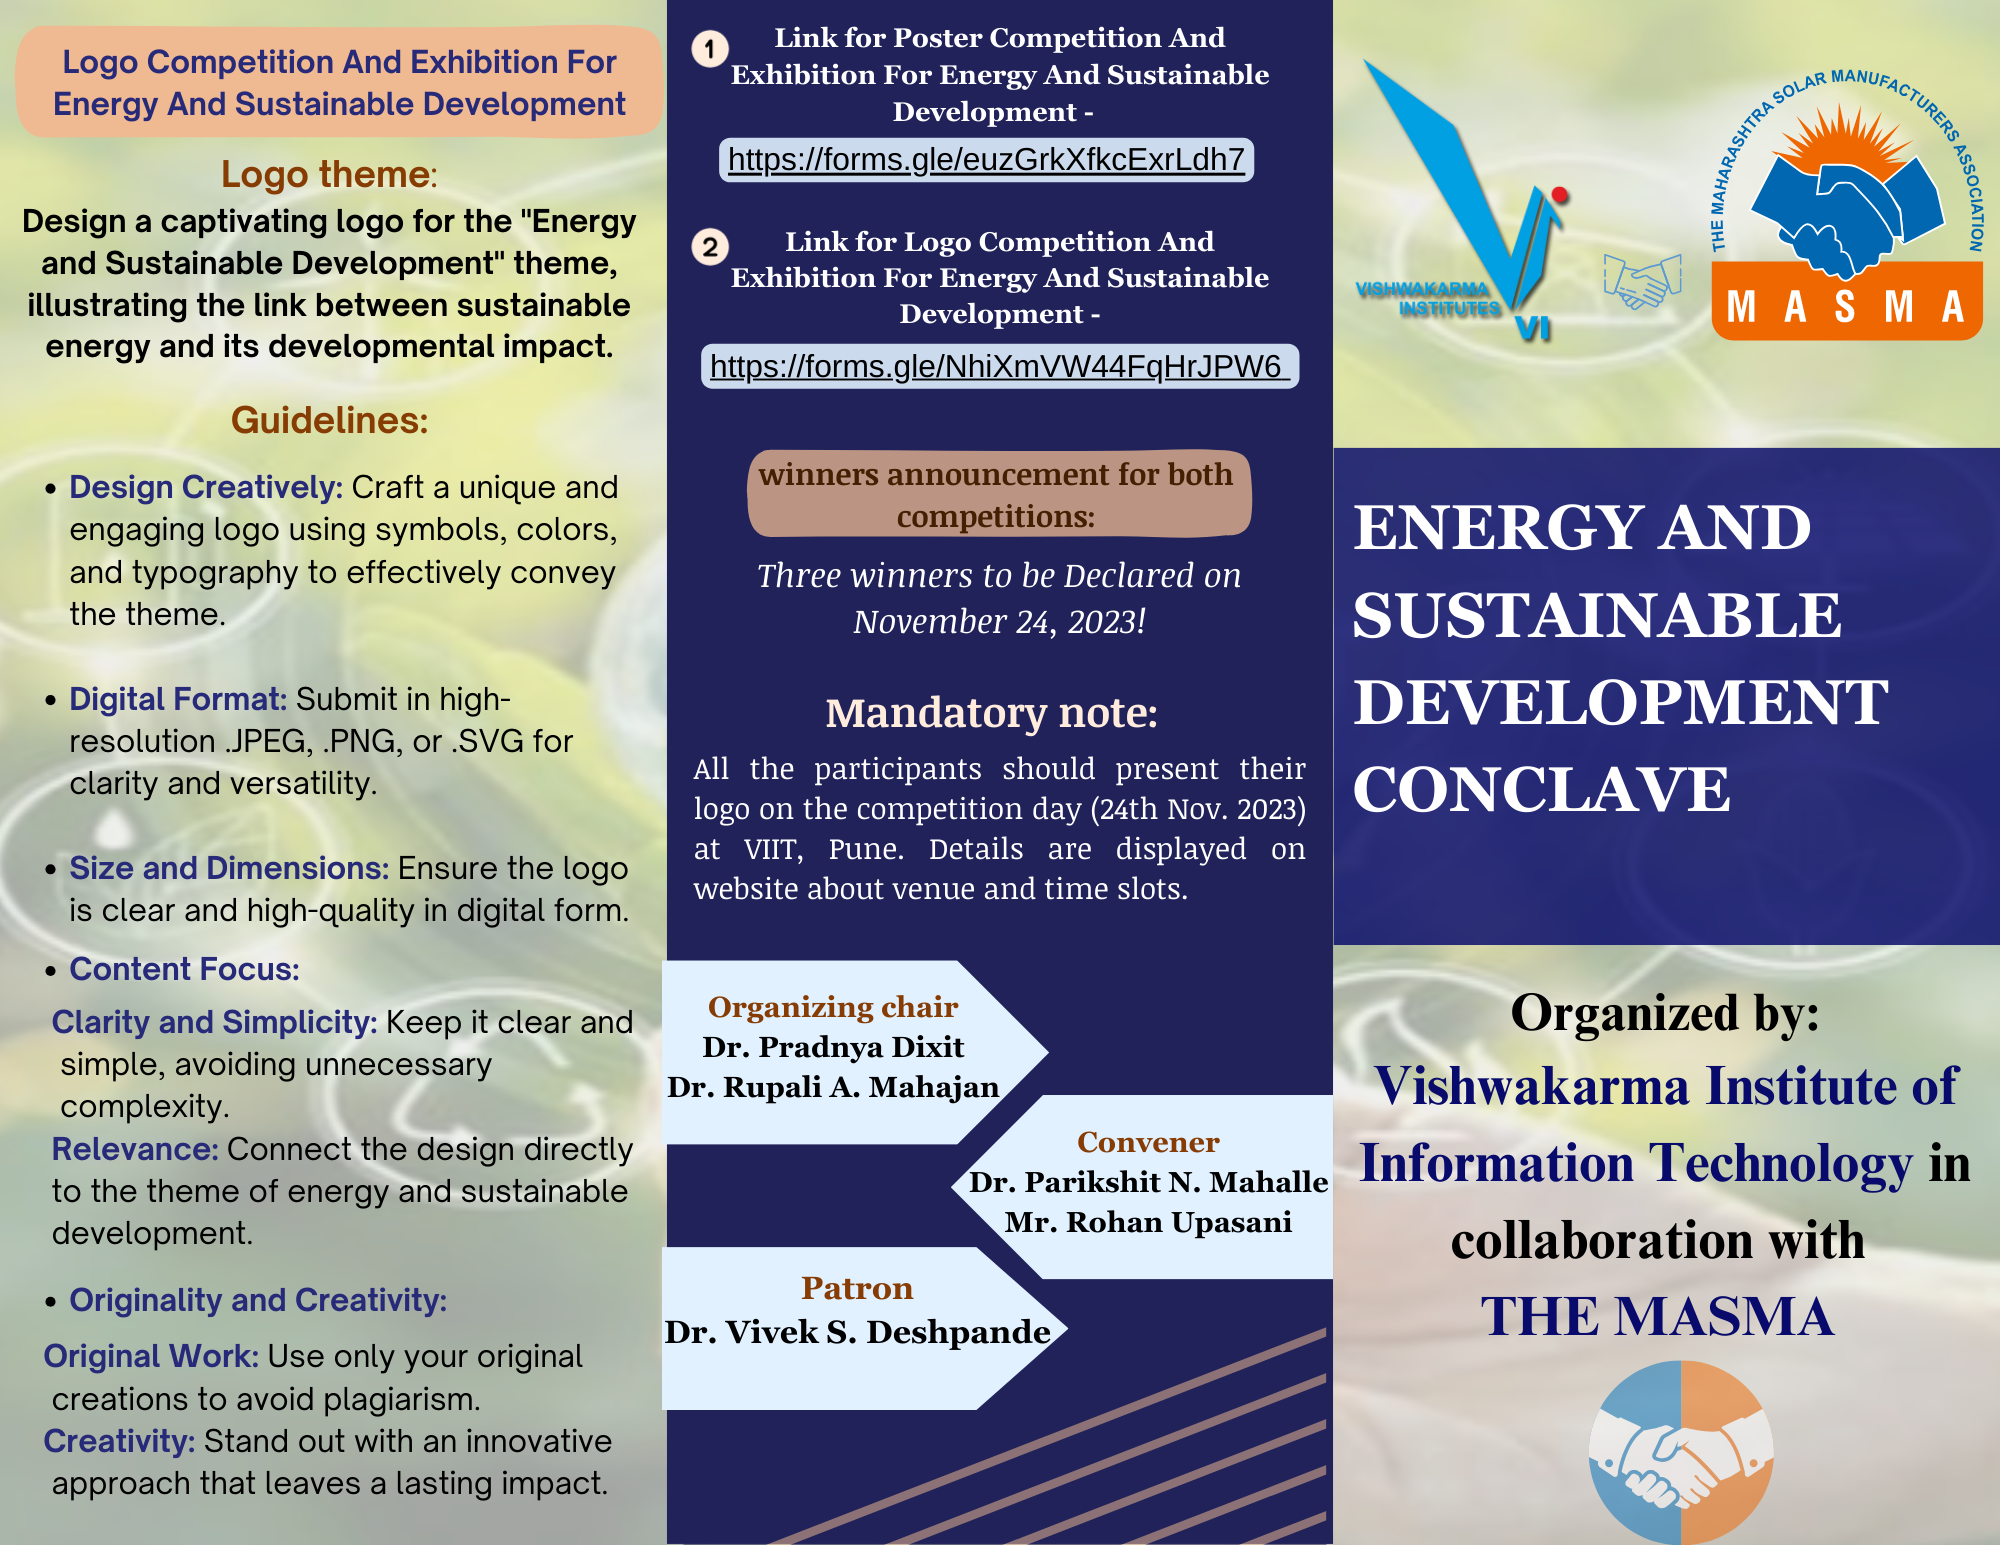 Logo Competition And Exhibition For
Energy And Sustainable Development
Logo theme:
Design a captivating logo for the "Energy
and Sustainable Development" theme,
illustrating the link between sustainable
energy and its developmental impact.
Guidelines:
• Design Creatively: Craft a unique and
engaging logo using symbols, colors,
and typography to effectively convey
the theme.
• Digital Format: Submit in high-
resolution .JPEG, .PNG, or .SVG for
clarity and versatility.
• Size and Dimensions: Ensure the logo
is clear and high-quality in digital form.
• Content Focus:
Clarity and Simplicity: Keep it clear and
simple, avoiding unnecessary
complexity.
Relevance: Connect the design directly
to the theme of energy and sustainable
development.
• Originality and Creativity:
Original Work: Use only your original
creations to avoid plagiarism.
Creativity: Stand out with an innovative
approach that leaves a lasting impact.
1
Link for Poster Competition And
Exhibition For Energy And Sustainable
Development -
https://forms.gle/euzGrkXfkcExrLdh7
2
Link for Logo Competition And
Exhibition For Energy And Sustainable
Development -
https://forms.gle/NhiXmVW44FqHrJPW6
winners announcement for both
competitions:
Three winners to be Declared on
November 24, 2023!
Mandatory note:
All the participants should present their
logo on the competition day (24th Nov. 2023)
at VIIT, Pune. Details are displayed on
website about venue and time slots.
Organizing chair
Dr. Pradnya Dixit
Dr. Rupali A. Mahajan
Convener
Dr. Parikshit N. Mahalle
Mr. Rohan Upasani
Patron
Dr. Vivek S. Deshpande
VISHWAKARMA
INSTITUTES
VI
THE MAHARASHTRA SOLAR MANUFACTURERS ASSOCIATION
MASMA
ENERGY AND
SUSTAINABLE
DEVELOPMENT
CONCLAVE
Organized by:
Vishwakarma Institute of
Information Technology in
collaboration with
THE MASMA